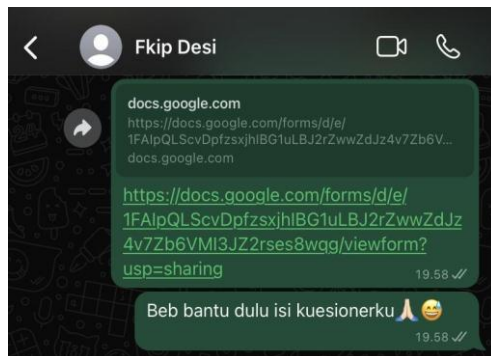 Fkip Desi
docs.google.com
https://docs.google.com/forms/d/e/
1FAIpQLScvDpfzsxjhIBG1uLBJ2rZwwZdJz4v7Zb6V...
docs.google.com
https://docs.google.com/forms/d/e/
1FAIpQLScvDpfzsxjhIBG1uLBJ2rZwwZdJz
4v7Zb6VMI3JZ2rses8wqg/viewform?
usp=sharing
19.58
Beb bantu dulu isi kuesionerku🙏🏻😅
19.58